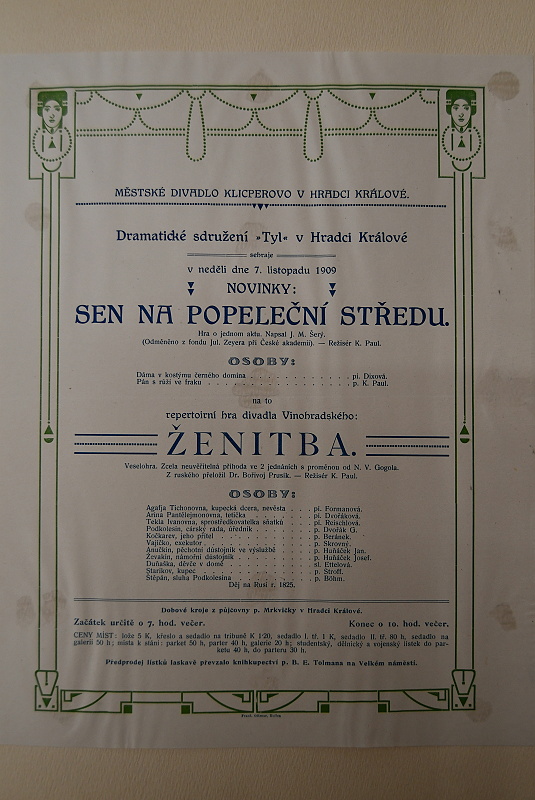 MĚSTSKÉ DIVADLO KLICPEROVO V HRADCI KRÁLOVÉ.
Dramatické sdružení »Tyl« v Hradci Králové
sehraje
v neděli dne 7. listopadu 1909
NOVINKY:
SEN NA POPELEČNÍ STŘEDU.
Hra o jednom aktu. Napsal J. M. Šerý.
(Odměněno z fondu Jul. Zeyera při České akademii). — Režisér K. Paul.
OSOBY:
Dáma v kostýmu černého domina . . . . . . . . . . . . pí. Dixová.
Pán s růží ve fraku . . . . . . . . . . . . . . . . . p. K. Paul.
na to
repertoirní hra divadla Vinohradského:
ŽENITBA.
Veselohra. Zcela neuvěřitelná příhoda ve 2 jednáních s proměnou od N. V. Gogola.
Z ruského přeložil Dr. Bořivoj Prusík. — Režisér K. Paul.
OSOBY:
Agafja Tichonovna, kupecká dcera, nevěsta . . . pí. Formanová.
Arina Pantělejmonovna, tetička . . . . . . . pí. Dvořáková.
Tekla Ivanovna, sprostředkovatelka sňatků . . . pí. Reischlová.
Podkolesin, cárský rada, úředník . . . . . . . p. Dvořák G.
Kočkarev, jeho přítel . . . . . . . . . . . p. Beránek.
Vajíčko, exekutor . . . . . . . . . . . . p. Skrovný.
Anučkin, pěchotní důstojník ve výslužbě . . . . p. Huňáček Jan.
Ževakin, námořní důstojník . . . . . . . . . p. Huňáček Josef.
Duňaška, děvče v domě . . . . . . . . . . sl. Ettelová.
Starikov, kupec . . . . . . . . . . . . . p. Štrofl.
Štěpán, sluha Podkolesina . . . . . . . . . p. Böhm.
Děj na Rusi r. 1825.
Dobové kroje z půjčovny p. Mrkvičky v Hradci Králové.
Začátek určitě o 7. hod. večer. Konec o 10. hod. večer.
CENY MÍST: lóže 5 K, křeslo a sedadlo na tribuně K 1·20, sedadlo I. tř. 1 K, sedadlo II. tř. 80 h, sedadlo na
galerii 50 h; místa k stání: parket 50 h, parter 40 h, galerie 20 h; studentský, dělnický a vojenský lístek do par-
ketu 40 h, do parteru 30 h.
Předprodej lístků laskavě převzalo knihkupectví p. B. E. Tolmana na Velkém náměstí.